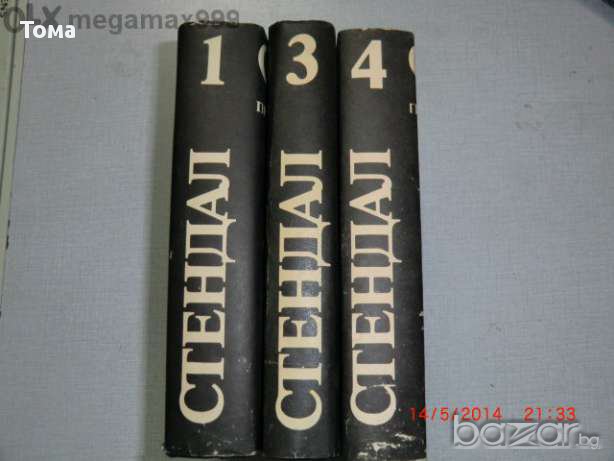 OLX megamax999
Тома
1
СТЕНДАЛ
3
СТЕНДАЛ
4
СТЕНДАЛ
14/5/2014 21:33
bazar.bg